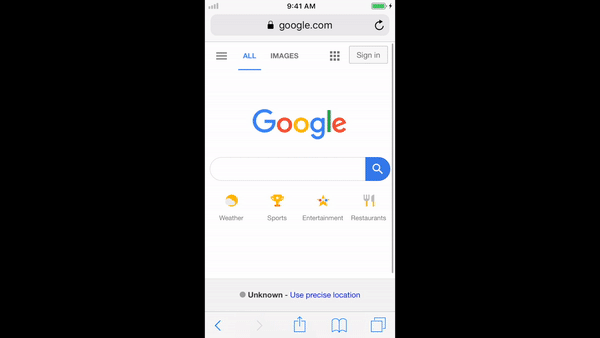 9:41 AM
google.com
ALL IMAGES Sign in
Google
Weather Sports Entertainment Restaurants
Unknown - Use precise location